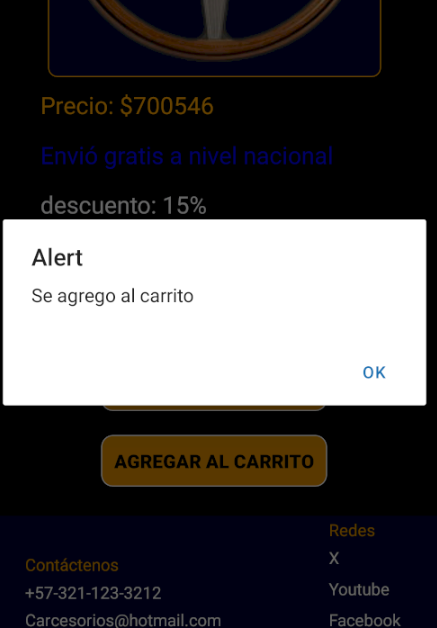 Precio: $700546
Envió gratis a nivel nacional
descuento: 15%
Alert
Se agrego al carrito
OK
AGREGAR AL CARRITO
Redes
X
Contáctenos
Youtube
+57-321-123-3212
Facebook
Carcesorios@hotmail.com